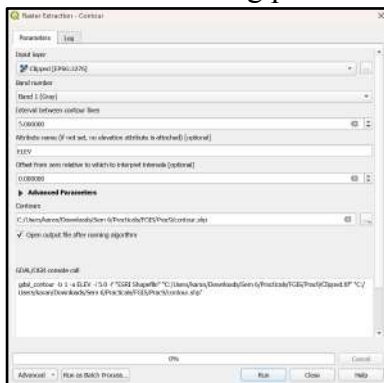 Raster Extraction - Contour
Parameters Log
Input layer
Clipped [EPSG:2276]
Band number
Band 1 (Gray)
Interval between contour lines
5.000000
Attribute name (if not set, no elevation attribute is attached) [optional]
ELEV
Offset from zero relative to which to interpret intervals [optional]
0.000000
Advanced Parameters
Contours
C:/Users/karan/Downloads/Sem 6/Practicals/TGIS/Prac9/contour.shp
Open output file after running algorithm
GDAL/OGR console call
gdal_contour -b 1 -a ELEV -i 5.0 -f "ESRI Shapefile" "C:/Users/karan/Downloads/Sem 6/Practicals/TGIS/Prac9/Clipped.tif" "C:/
Users/karan/Downloads/Sem 6/Practicals/TGIS/Prac9/contour.shp"
0% Cancel
Advanced Run as Batch Process... Run Close Help